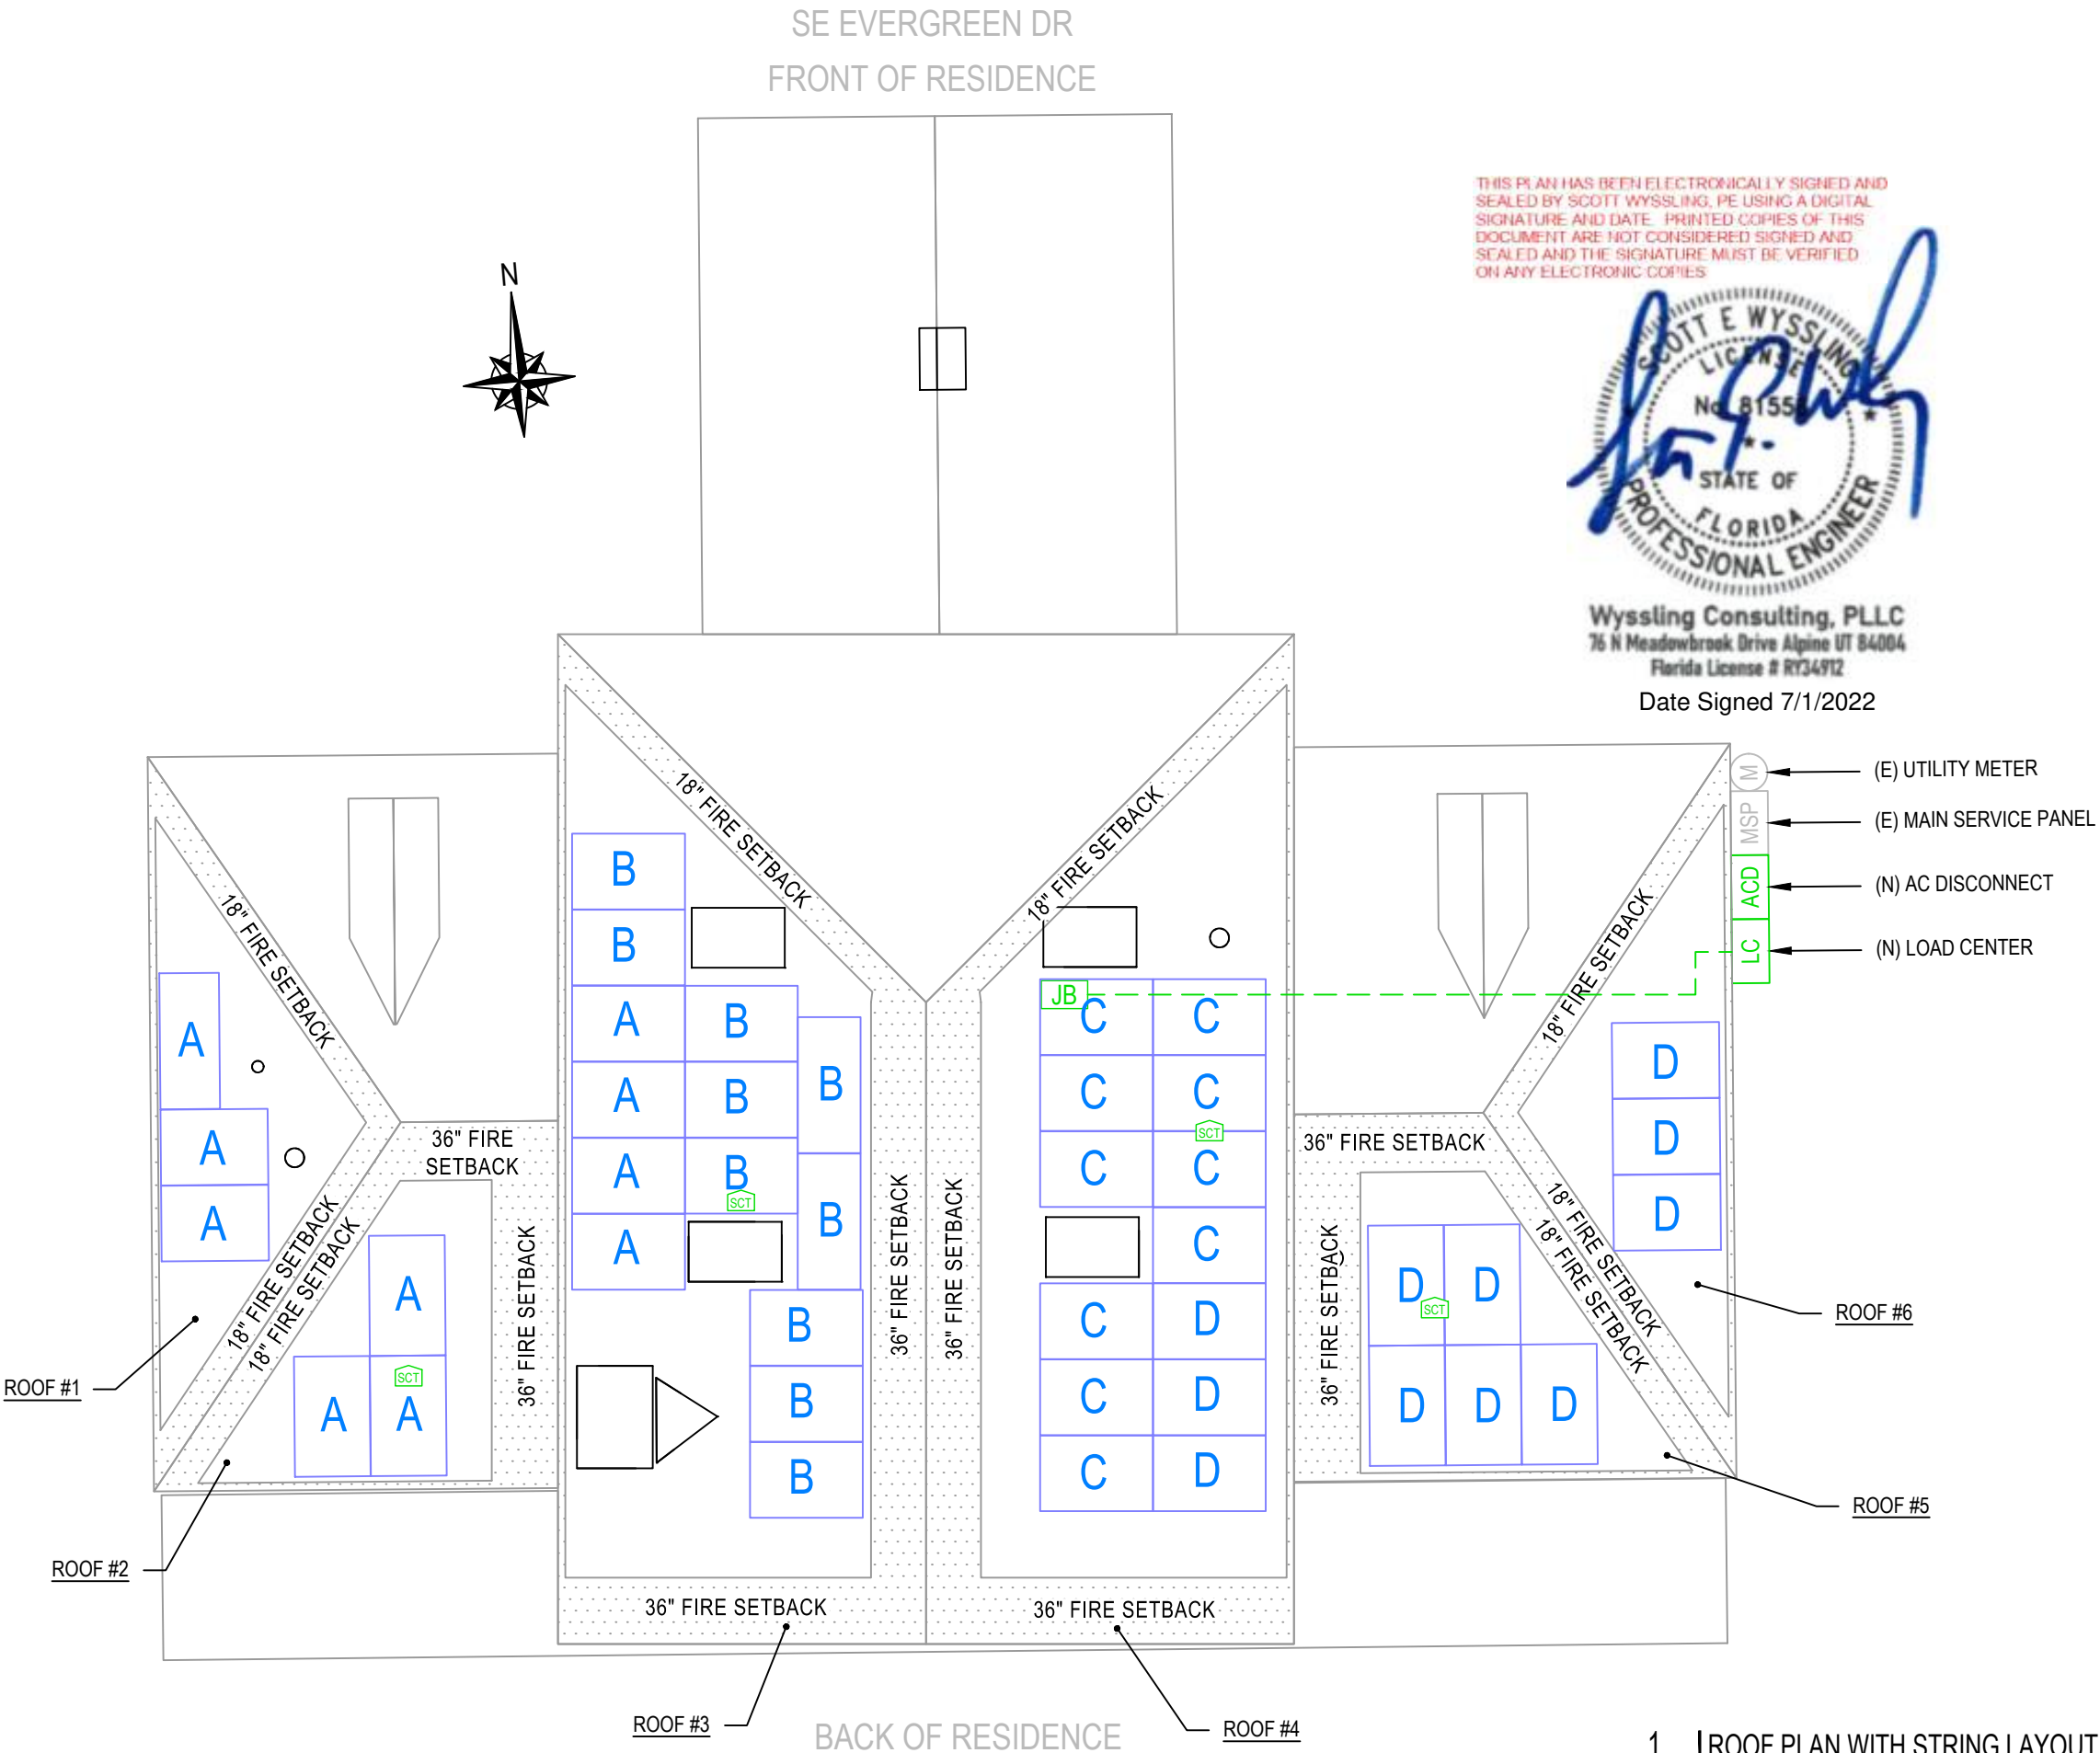 SE EVERGREEN DR
FRONT OF RESIDENCE
THIS PLAN HAS BEEN ELECTRONICALLY SIGNED AND
SEALED BY SCOTT WYSSLING, PE USING A DIGITAL
SIGNATURE AND DATE. PRINTED COPIES OF THIS
DOCUMENT ARE NOT CONSIDERED SIGNED AND
SEALED AND THE SIGNATURE MUST BE VERIFIED
ON ANY ELECTRONIC COPIES
N
SCOTT E WYSSLING
LICENSE
No. 81558
STATE OF
FLORIDA
PROFESSIONAL ENGINEER
Wyssling Consulting, PLLC
76 N Meadowbrook Drive Alpine UT 84004
Florida License # RY34912
Date Signed 7/1/2022
M
(E) UTILITY METER
MSP
(E) MAIN SERVICE PANEL
ACD
(N) AC DISCONNECT
LC
(N) LOAD CENTER
18" FIRE SETBACK
18" FIRE SETBACK
18" FIRE SETBACK
18" FIRE SETBACK
B
B
A B B
A B
A B B
SCT
A
B
B
B
JB
C C
C C
SCT
C C
C
C D
C D
C D
A
A
A
36" FIRE
SETBACK
18" FIRE SETBACK
18" FIRE SETBACK
A
SCT
A A
36" FIRE SETBACK
36" FIRE SETBACK
36" FIRE SETBACK
36" FIRE SETBACK
36" FIRE SETBACK
D
D
D
D D
SCT
D D D
18" FIRE SETBACK
18" FIRE SETBACK
ROOF #6
ROOF #1
ROOF #5
ROOF #2
36" FIRE SETBACK
36" FIRE SETBACK
ROOF #3
BACK OF RESIDENCE
ROOF #4
1 ROOF PLAN WITH STRING LAYOUT